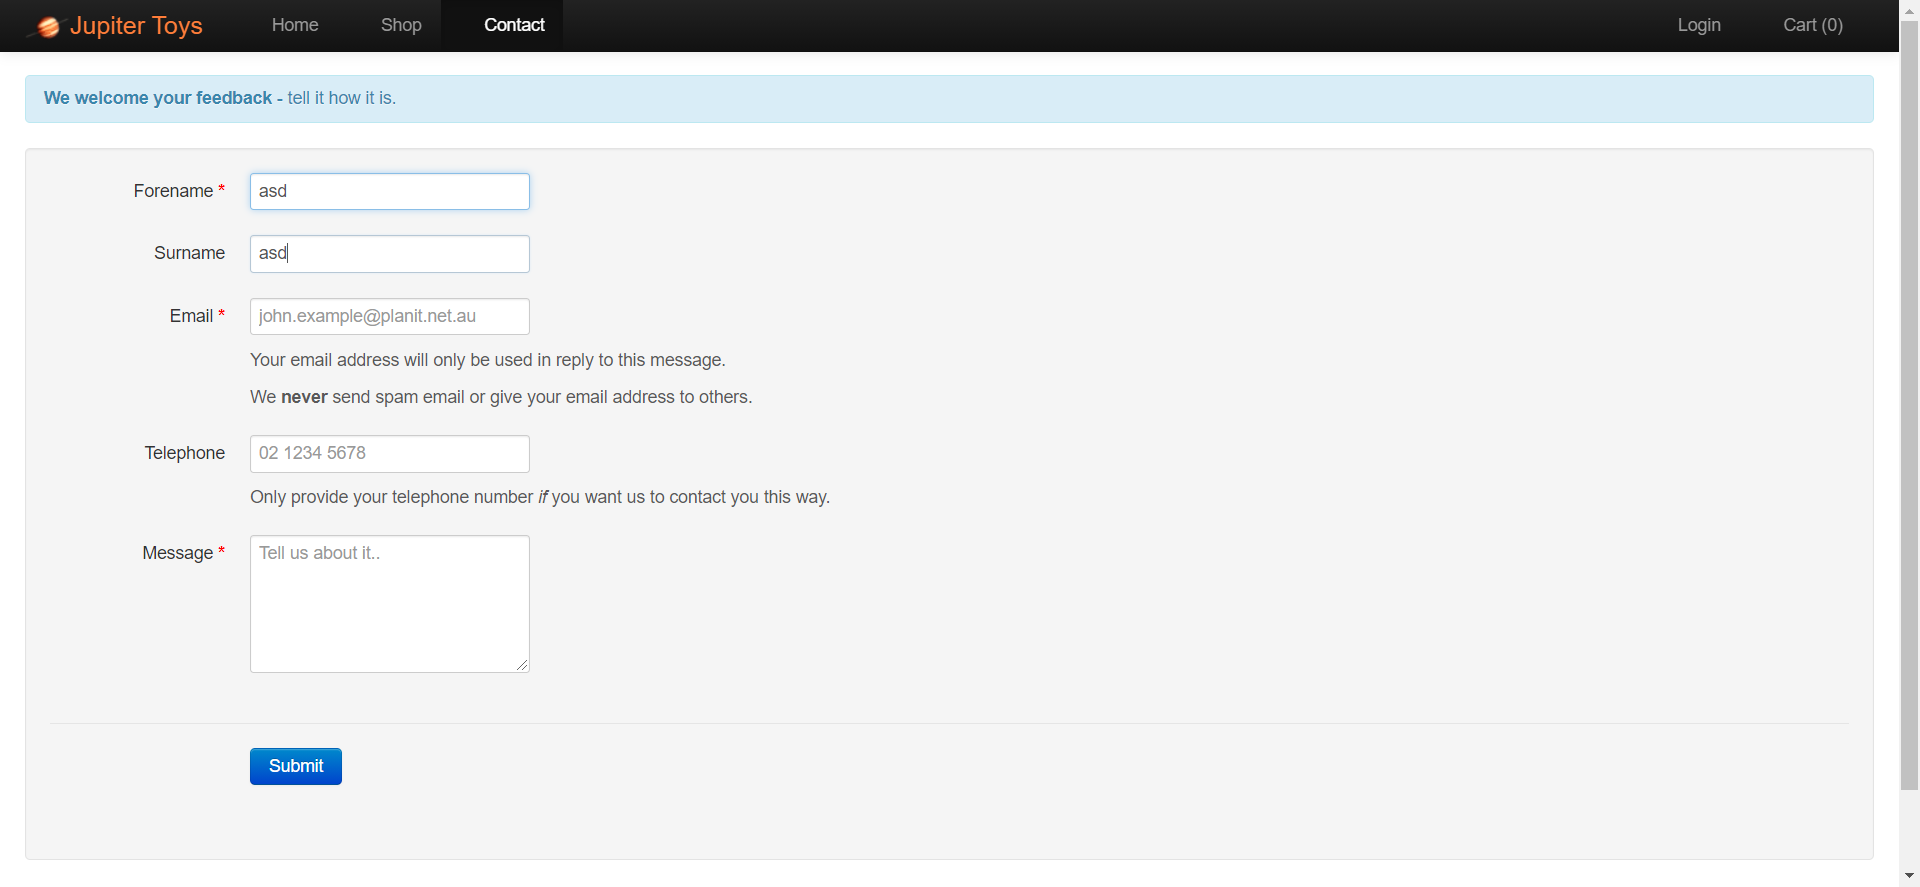 Jupiter Toys Home Shop Contact Login Cart (0)
We welcome your feedback - tell it how it is.
Forename * asd
Surname asd
Email * john.example@planit.net.au
Your email address will only be used in reply to this message.
We never send spam email or give your email address to others.
Telephone 02 1234 5678
Only provide your telephone number if you want us to contact you this way.
Message * Tell us about it..
Submit